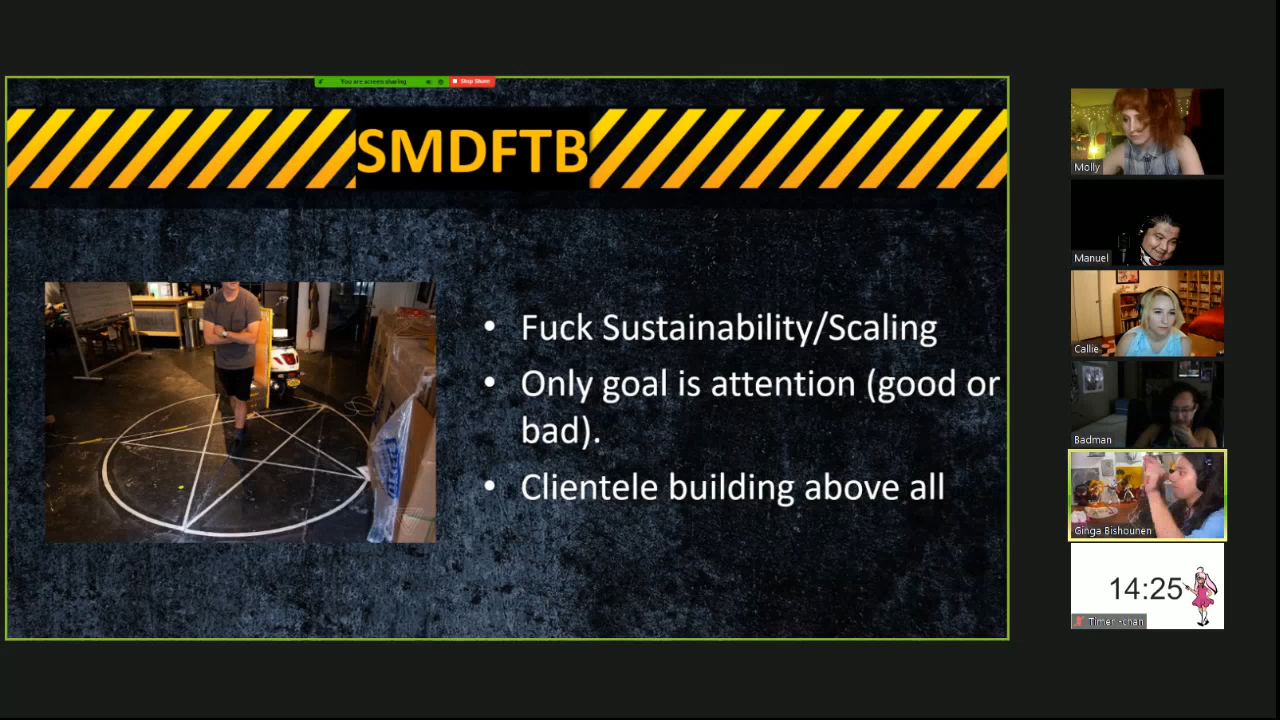 You are screen sharing
Stop Share
SMDFTB
• Fuck Sustainability/Scaling
• Only goal is attention (good or
bad).
• Clientele building above all
Molly
Manuel
Callie
Badman
Ginga Bishounen
14:25
Timer -chan